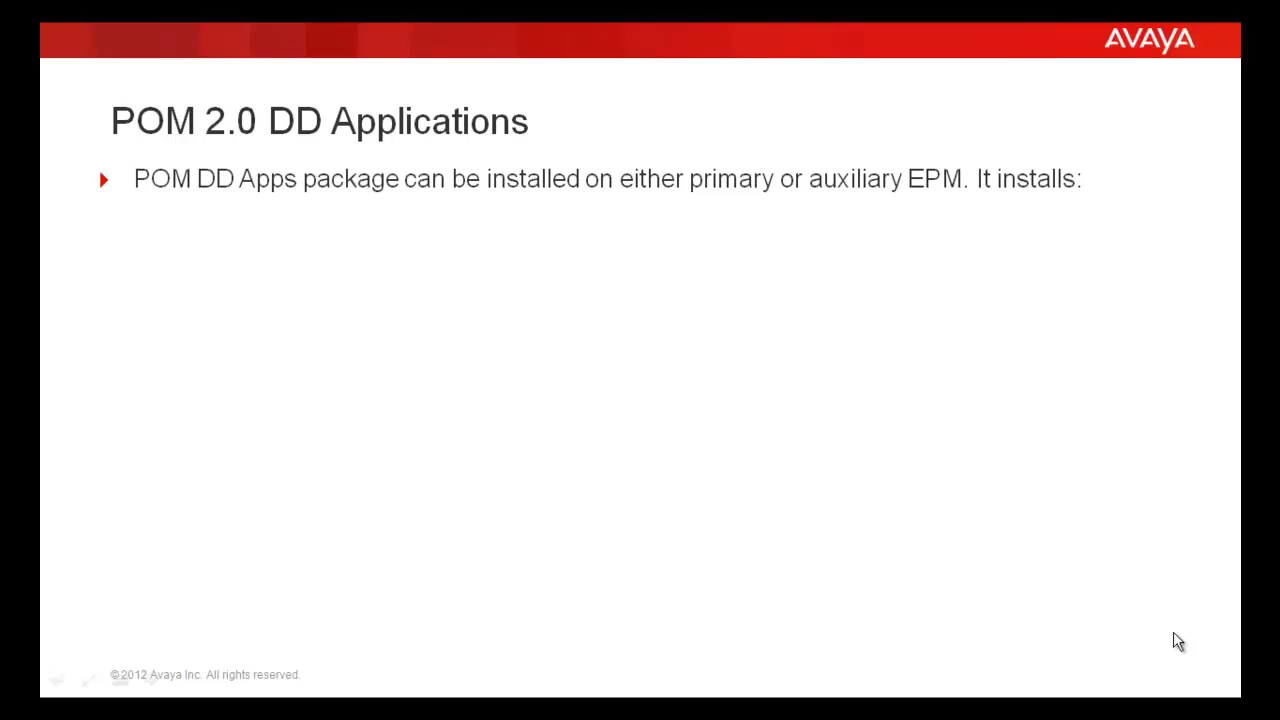 AVAYA
POM 2.0 DD Applications
POM DD Apps package can be installed on either primary or auxiliary EPM. It installs:
©2012 Avaya Inc. All rights reserved.